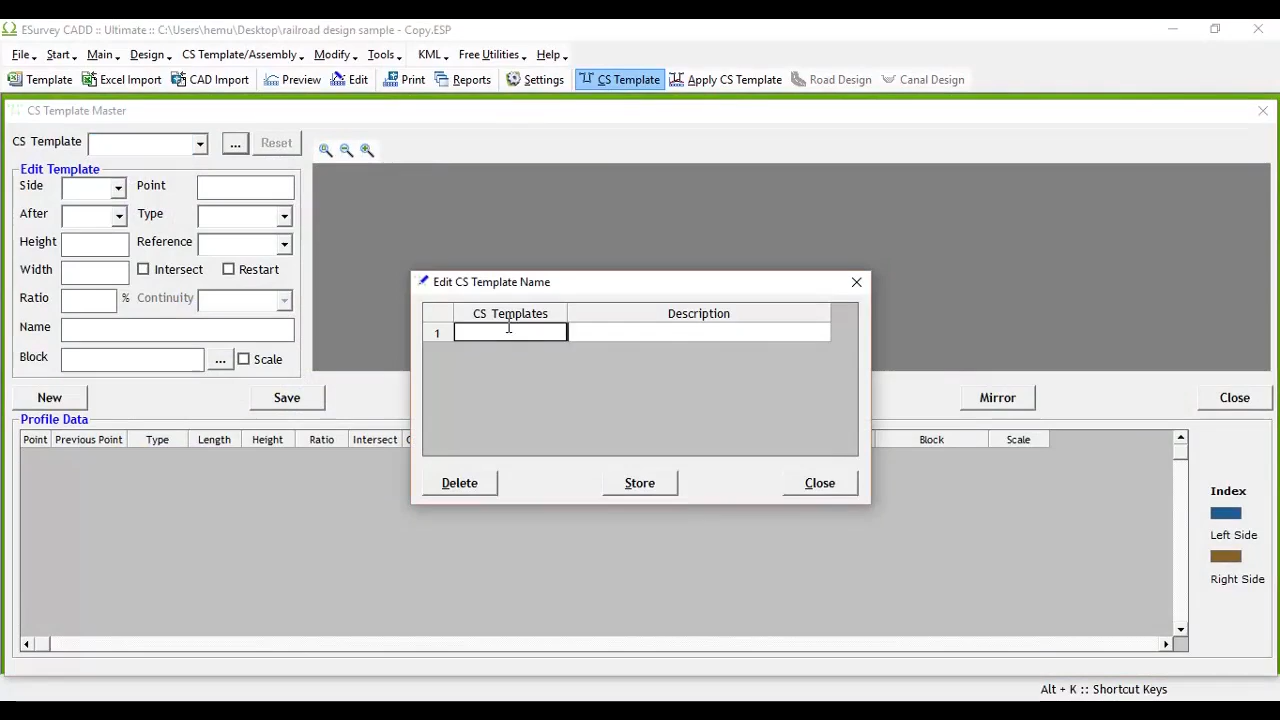 ESurvey CADD :: Ultimate :: C:\Users\hemu\Desktop\railroad design sample - Copy.ESP
File Start Main Design CS Template/Assembly Modify Tools KML Free Utilities Help
Template Excel Import CAD Import Preview Edit Print Reports Settings CS Template Apply CS Template Road Design Canal Design
CS Template Master
CS Template ... Reset
Edit Template
Side Point
After Type
Height Reference
Width Intersect Restart
Ratio % Continuity
Name
Block ... Scale
New Save Mirror Close
Edit CS Template Name
CS Templates Description
1
Delete Store Close
Profile Data
Point Previous Point Type Length Height Ratio Intersect Block Scale
Index
Left Side
Right Side
Alt + K :: Shortcut Keys